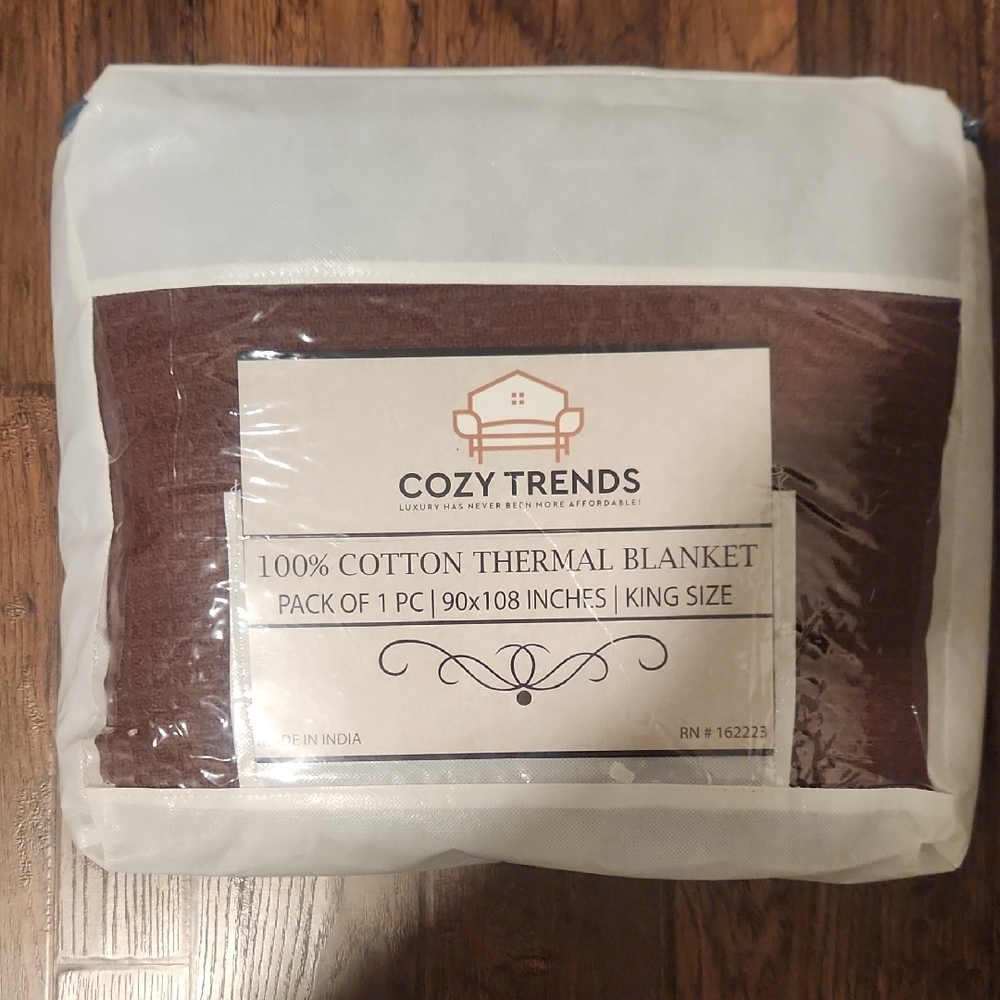 COZY TRENDS
LUXURY HAS NEVER BEEN MORE AFFORDABLE!
100% COTTON THERMAL BLANKET
PACK OF 1 PC | 90x108 INCHES | KING SIZE
IN INDIA
RN # 162223